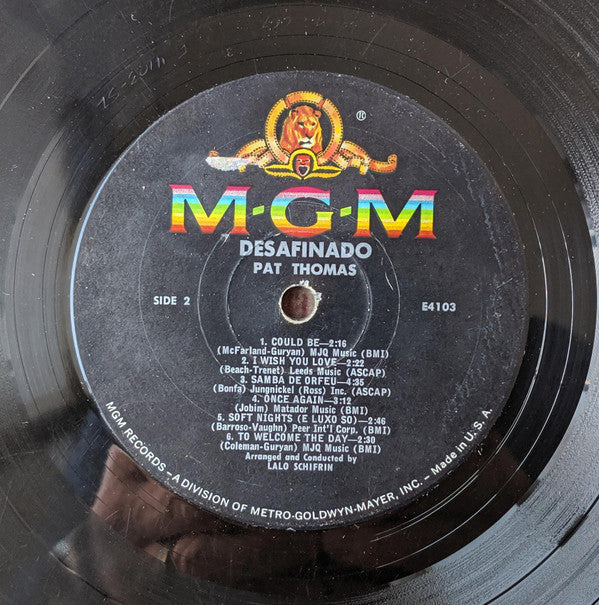 ®
M·G·M
DESAFINADO
PAT THOMAS
SIDE 2
E4103
1. COULD BE—2:16
(McFarland-Guryan) MJQ Music (BMI)
2. I WISH YOU LOVE—2:22
(Beach-Trenet) Leeds Music (ASCAP)
3. SAMBA DE ORFEU—4:35
(Bonfa) Jungnickel (Ross) Inc. (ASCAP)
4. ONCE AGAIN—3:12
(Jobim) Matador Music (BMI)
5. SOFT NIGHTS (E LUXO SO)—2:46
(Barroso-Vaughn) Peer Int'l Corp. (BMI)
6. TO WELCOME THE DAY—2:30
(Coleman-Guryan) MJQ Music (BMI)
Arranged and Conducted by
LALO SCHIFRIN
MGM RECORDS – A DIVISION OF METRO-GOLDWYN-MAYER, INC. – Made in U.S.A.